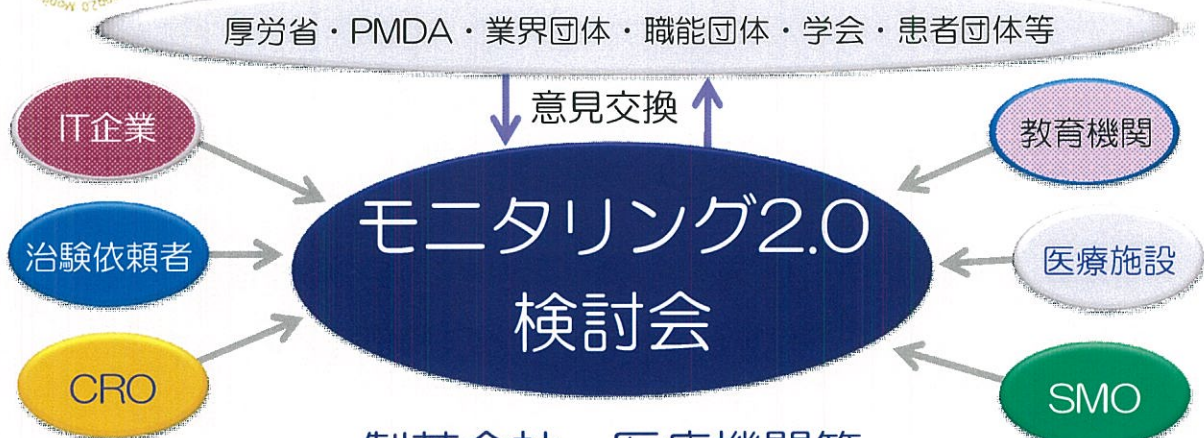 厚労省・PMDA・業界団体・職能団体・学会・患者団体等
意見交換
IT企業
教育機関
モニタリング2.0
検討会
治験依頼者
医療施設
CRO
SMO